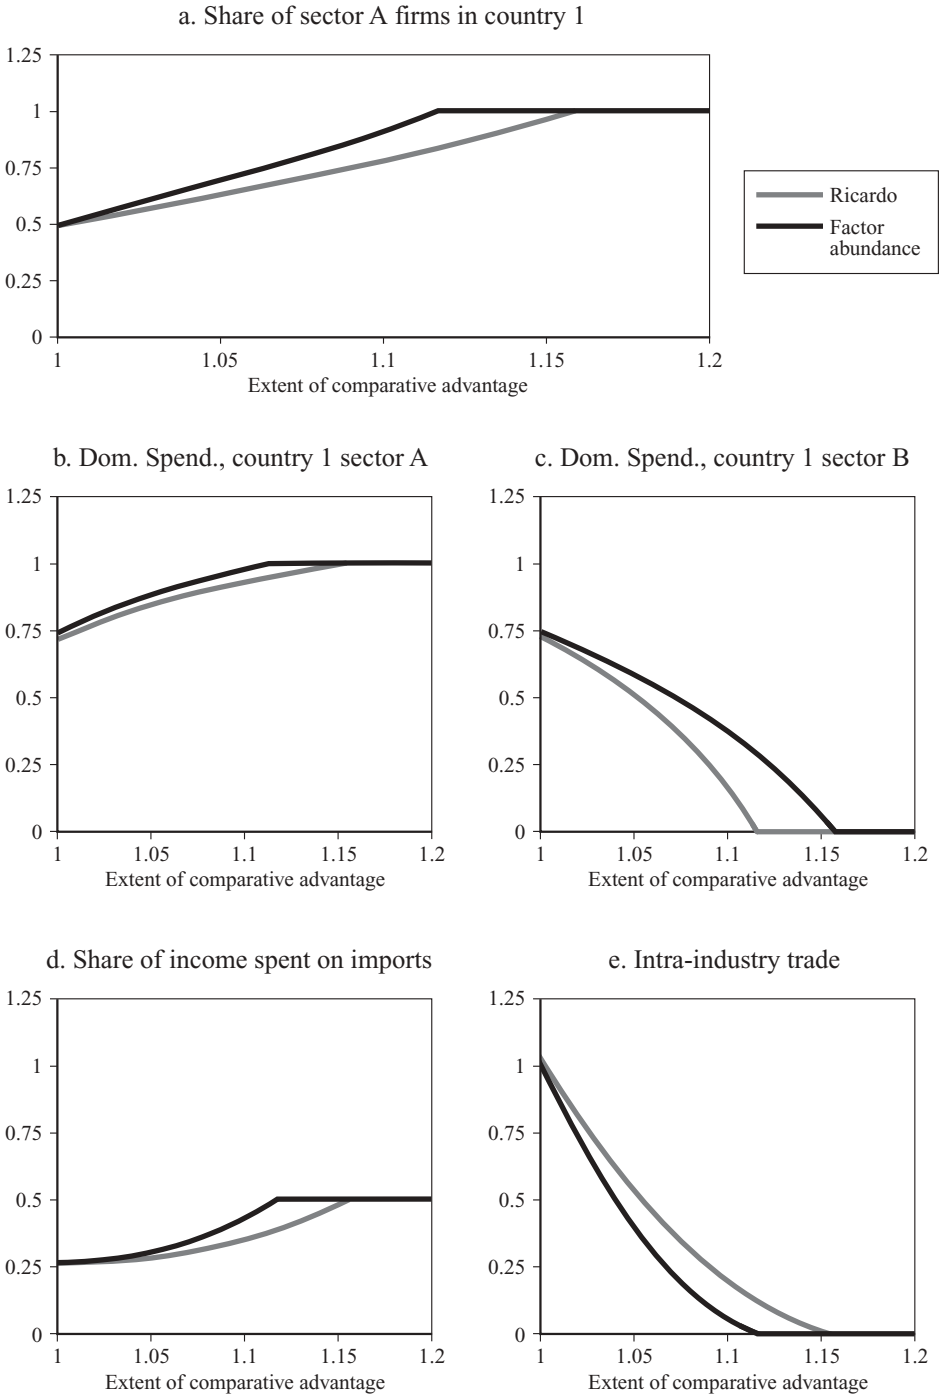 a. Share of sector A firms in country 1
1.25
1
0.75
0.5
0.25
0
1 1.05 1.1 1.15 1.2
Extent of comparative advantage
Ricardo
Factor
abundance
b. Dom. Spend., country 1 sector A
1.25
1
0.75
0.5
0.25
0
1 1.05 1.1 1.15 1.2
Extent of comparative advantage
c. Dom. Spend., country 1 sector B
1.25
1
0.75
0.5
0.25
0
1 1.05 1.1 1.15 1.2
Extent of comparative advantage
d. Share of income spent on imports
1.25
1
0.75
0.5
0.25
0
1 1.05 1.1 1.15 1.2
Extent of comparative advantage
e. Intra-industry trade
1.25
1
0.75
0.5
0.25
0
1 1.05 1.1 1.15 1.2
Extent of comparative advantage